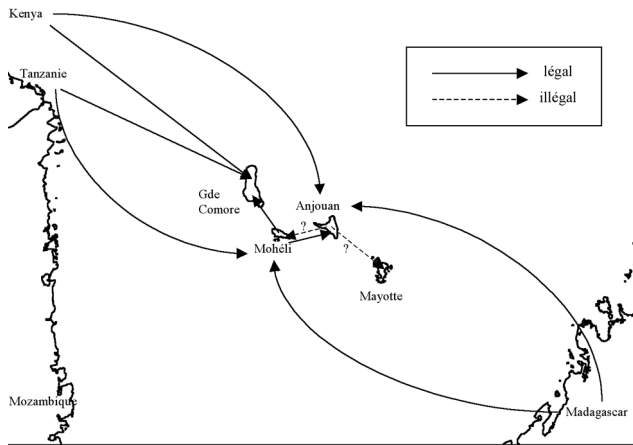 Kenya
Tanzanie
légal
illégal
Gde
Comore
Anjouan
?
Mohéli
?
Mayotte
Mozambique
Madagascar